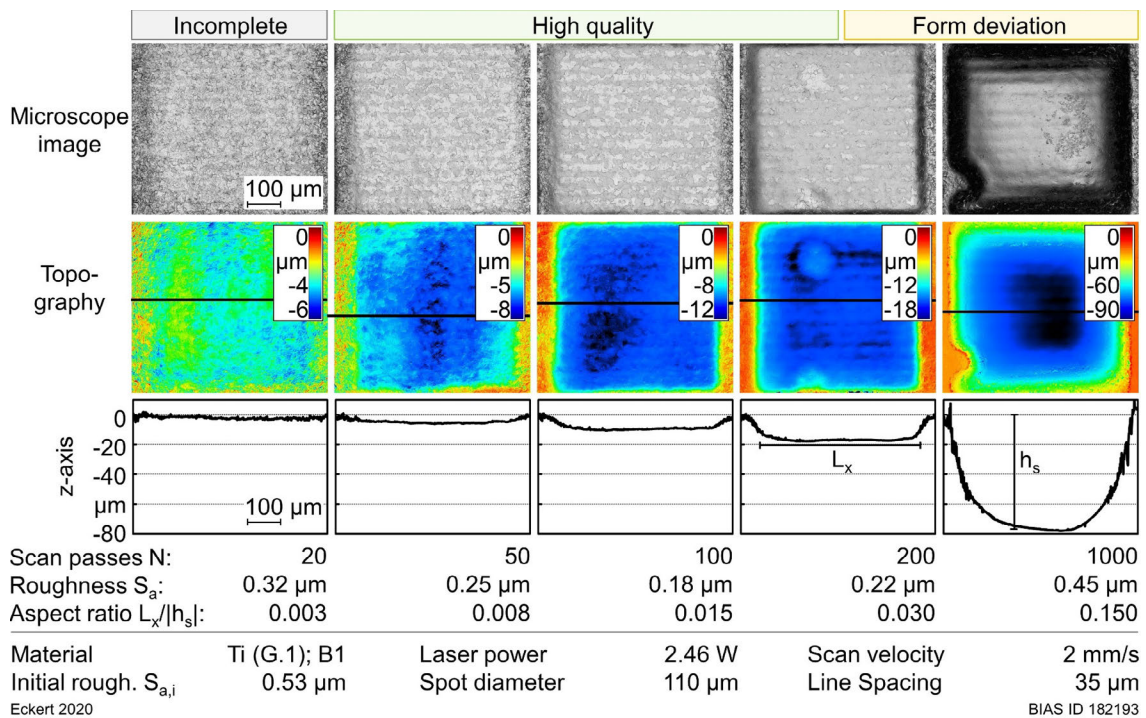 Incomplete High quality Form deviation
Microscope
image
100 µm
Topo-
graphy
0 0 0 0 0
µm µm µm µm µm
-4 -5 -8 -12 -60
-6 -8 -12 -18 -90
0
-20
-40
µm
-80
z-axis
100 µm
Lx
hs
Scan passes N: 20 50 100 200 1000
Roughness Sa: 0.32 µm 0.25 µm 0.18 µm 0.22 µm 0.45 µm
Aspect ratio Lx/|hs|: 0.003 0.008 0.015 0.030 0.150
Material Ti (G.1); B1 Laser power 2.46 W Scan velocity 2 mm/s
Initial rough. Sa,i 0.53 µm Spot diameter 110 µm Line Spacing 35 µm
Eckert 2020 BIAS ID 182193